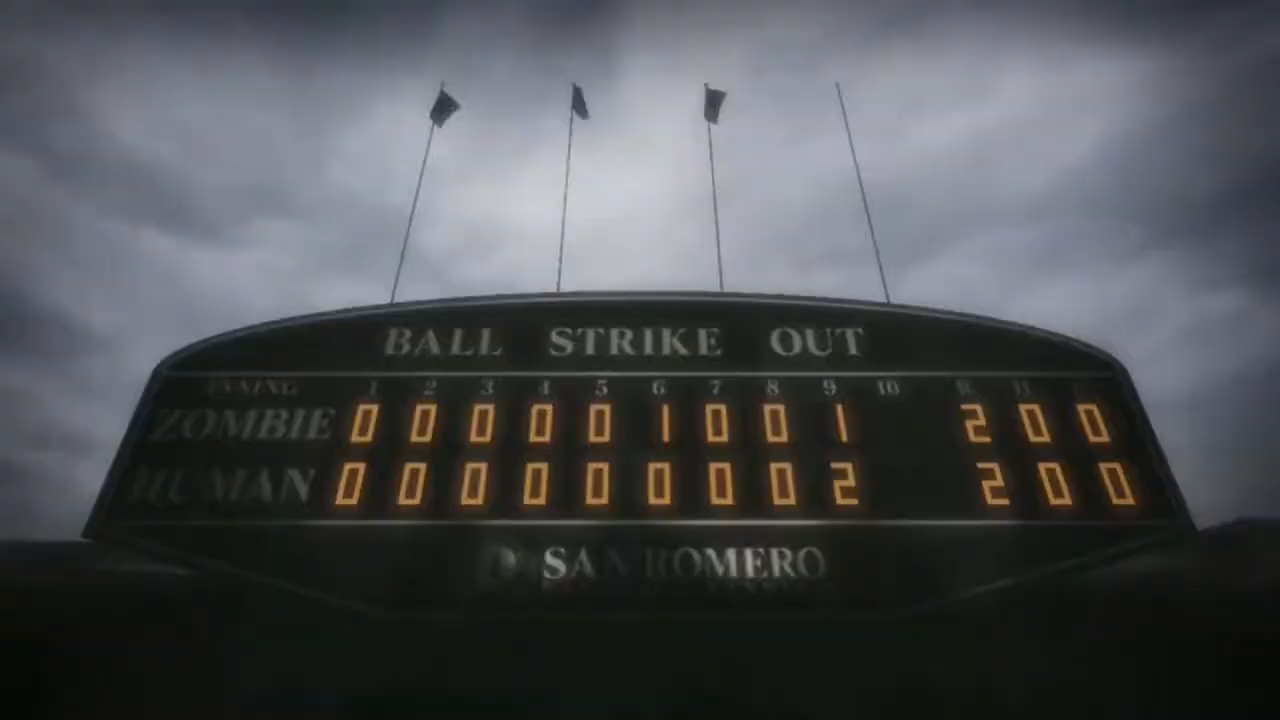 BALL STRIKE OUT
INNING 1 2 3 4 5 6 7 8 9 10
ZOMBIE 0 0 0 0 0 1 0 0 1 2 0 0
HUMAN 0 0 0 0 0 0 0 0 2 2 0 0
SAN ROMERO